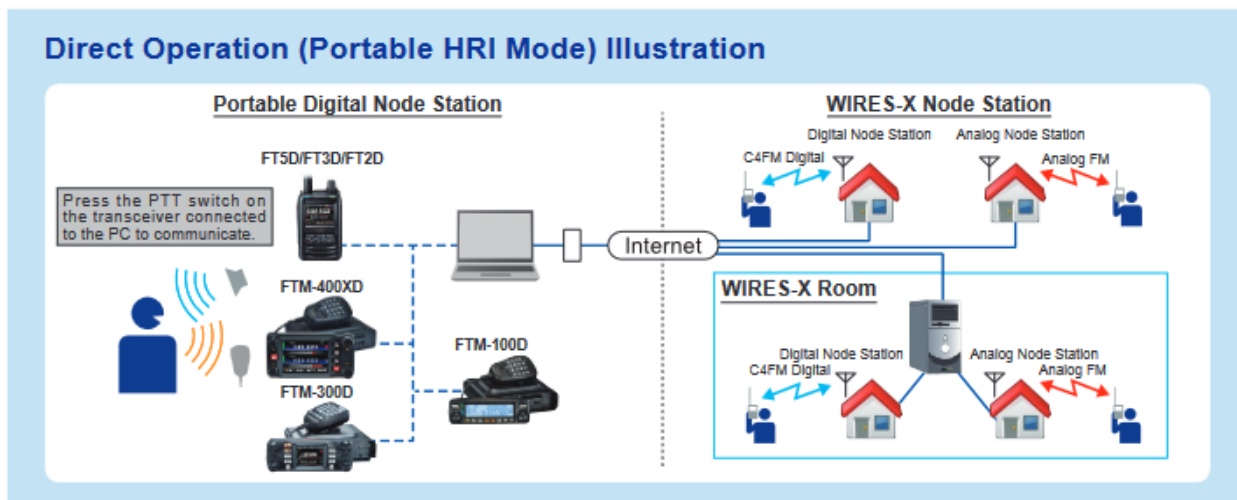 Direct Operation (Portable HRI Mode) Illustration
Portable Digital Node Station
FT5D/FT3D/FT2D
Press the PTT switch on
the transceiver connected
to the PC to communicate.
FTM-400XD
FTM-100D
FTM-300D
Internet
WIRES-X Node Station
Digital Node Station
Analog Node Station
C4FM Digital
Analog FM
WIRES-X Room
Digital Node Station
Analog Node Station
C4FM Digital
Analog FM